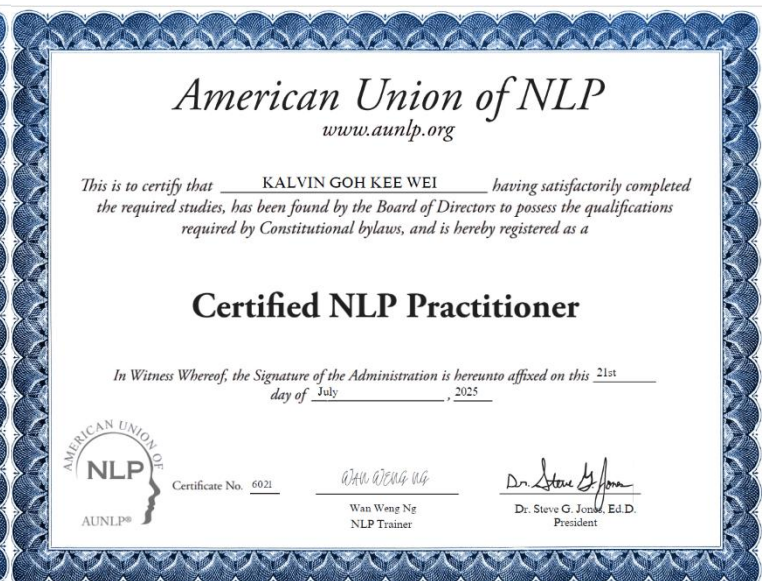 American Union of NLP
www.aunlp.org
This is to certify that KALVIN GOH KEE WEI having satisfactorily completed
the required studies, has been found by the Board of Directors to possess the qualifications
required by Constitutional bylaws, and is hereby registered as a
Certified NLP Practitioner
In Witness Whereof, the Signature of the Administration is hereunto affixed on this 21st
day of July, 2025
AMERICAN UNION OF
NLP
AUNLP®
Certificate No. 6021
WAN WENG NG
Wan Weng Ng
NLP Trainer
Dr. Steve G. Jones
Dr. Steve G. Jones, Ed.D.
President